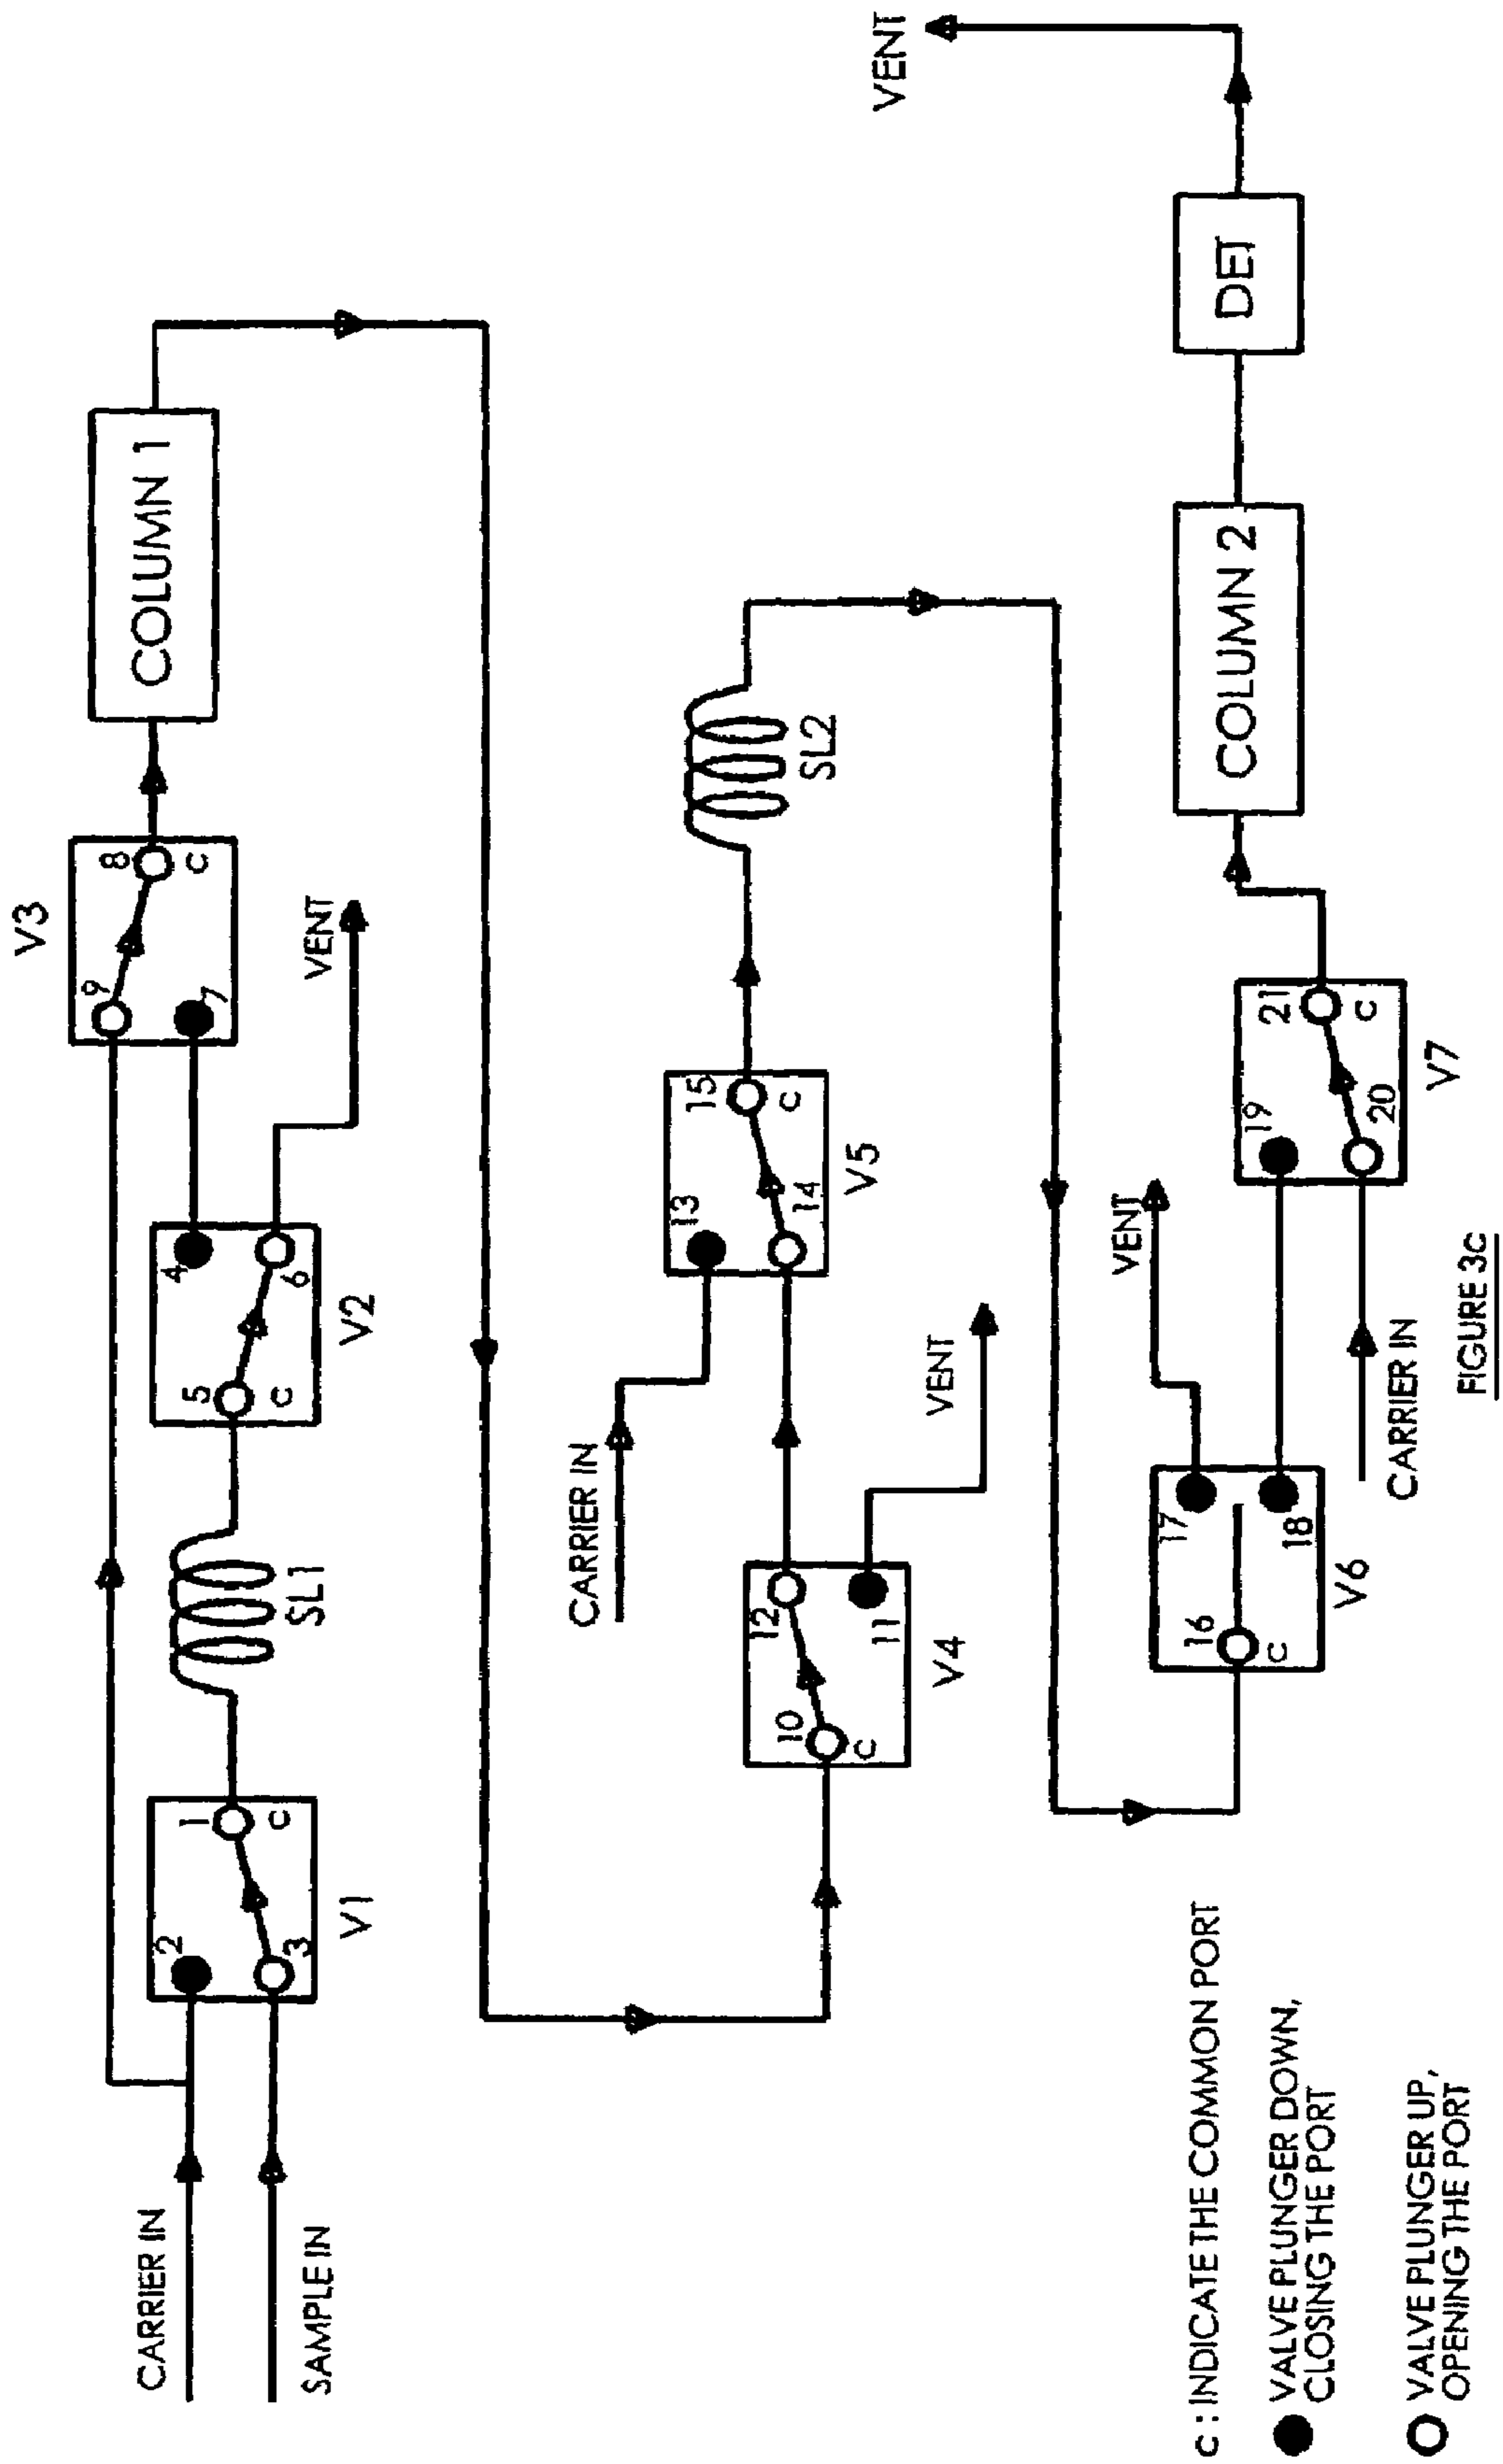 V3
9
8
c
7
COLUMN 1
CARRIER IN
2
1
c
3
V1
SL1
5
c
4
6
V2
VENT
SAMPLE IN
CARRIER IN
13
15
c
14
V5
SL2
12
10
c
11
V4
VENT
VENT
VENT
17
16
c
18
V6
19
21
c
20
V7
CARRIER IN
COLUMN 2
DET
c : INDICATE THE COMMON PORT
VALVE PLUNGER DOWN,
CLOSING THE PORT
VALVE PLUNGER UP,
OPENING THE PORT
FIGURE 3c